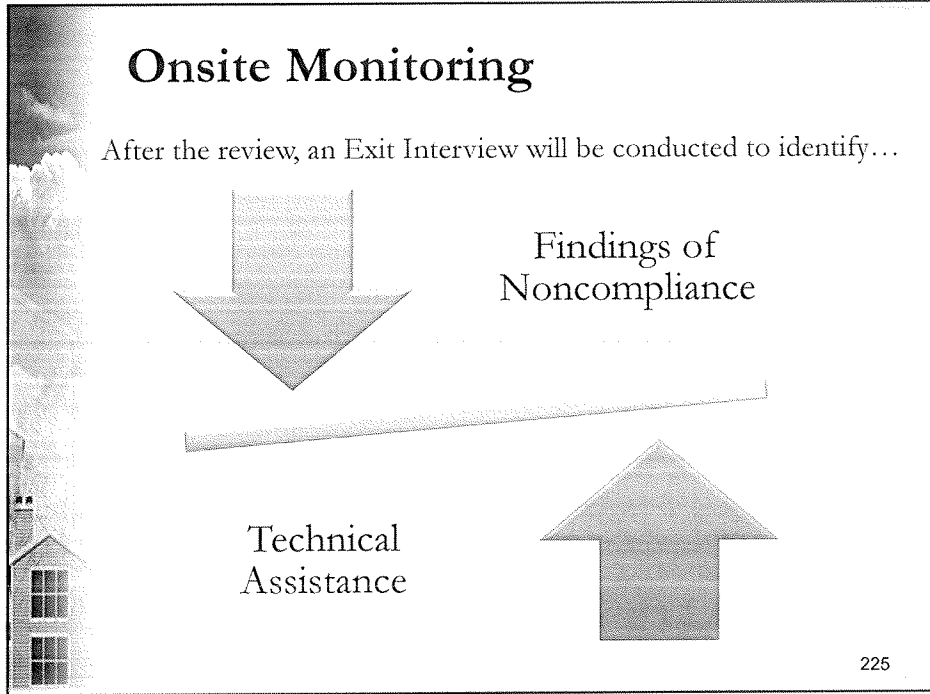 Onsite Monitoring
After the review, an Exit Interview will be conducted to identify…
Findings of
Noncompliance
Technical
Assistance
225